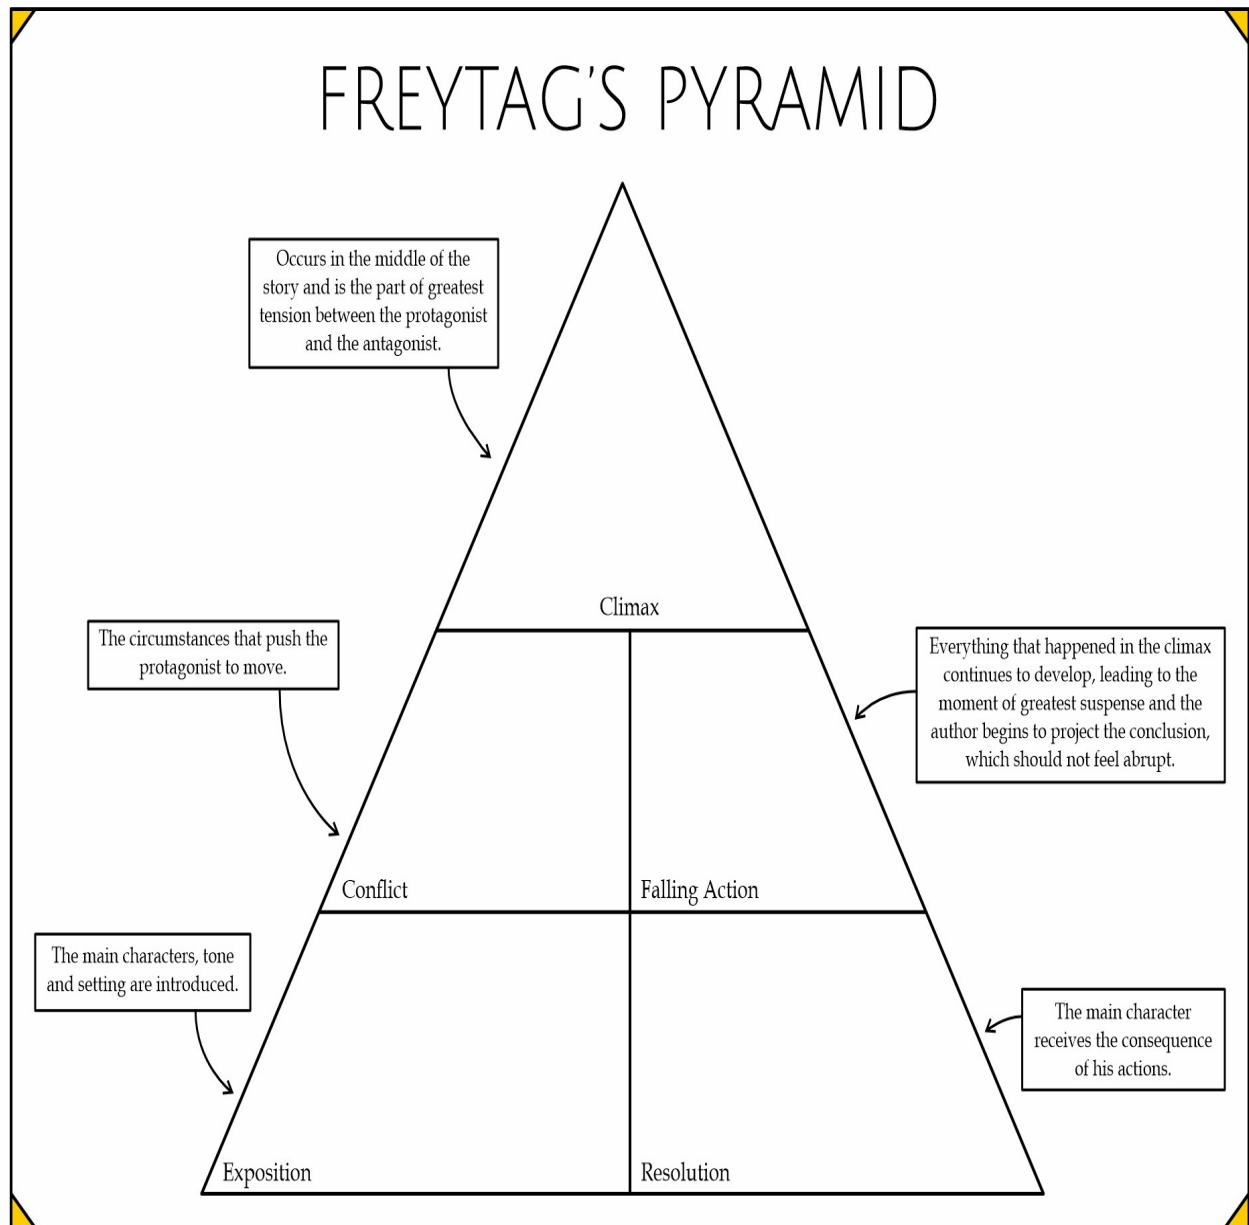 FREYTAG'S PYRAMID
Occurs in the middle of the
story and is the part of greatest
tension between the protagonist
and the antagonist.
Climax
The circumstances that push the
protagonist to move.
Everything that happened in the climax
continues to develop, leading to the
moment of greatest suspense and the
author begins to project the conclusion,
which should not feel abrupt.
Conflict
Falling Action
The main characters, tone
and setting are introduced.
The main character
receives the consequence
of his actions.
Exposition
Resolution